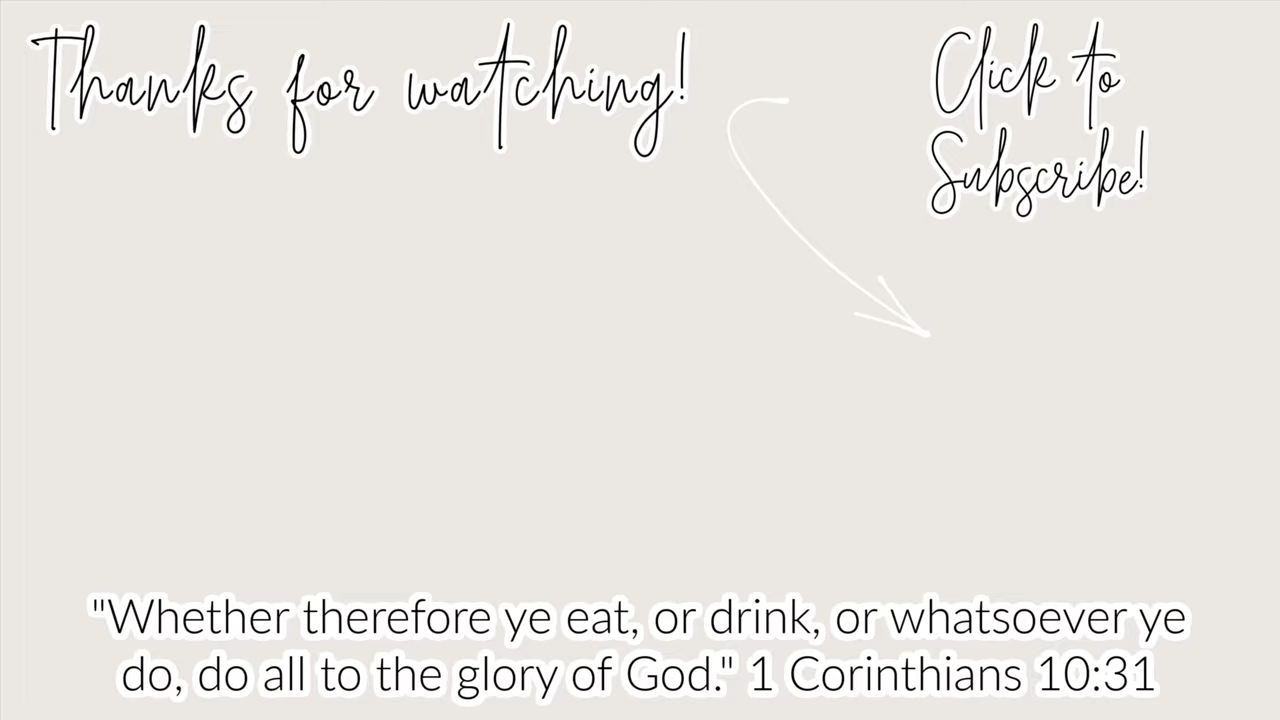 Thanks for watching!
Click to
Subscribe!
"Whether therefore ye eat, or drink, or whatsoever ye
do, do all to the glory of God." 1 Corinthians 10:31